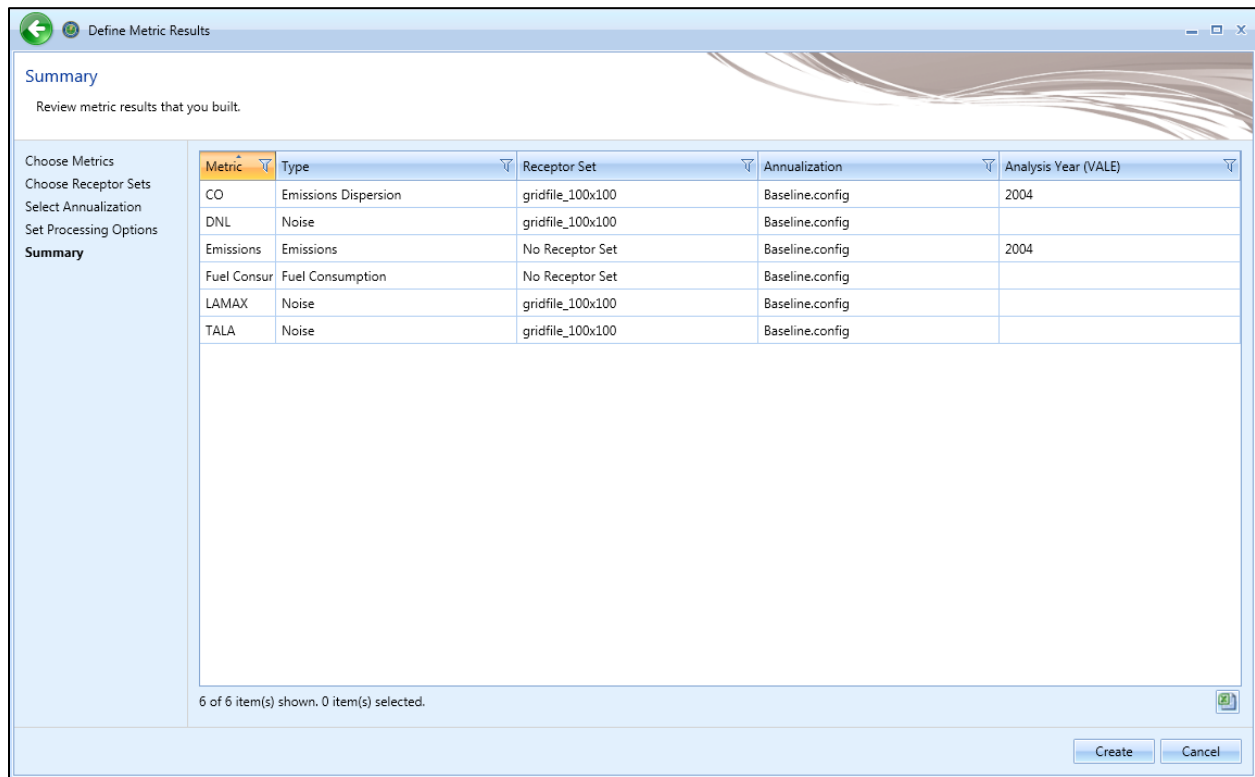 Define Metric Results
Summary
Review metric results that you built.
Choose Metrics
Choose Receptor Sets
Select Annualization
Set Processing Options
Summary
Metric Type Receptor Set Annualization Analysis Year (VALE)
CO Emissions Dispersion gridfile_100x100 Baseline.config 2004
DNL Noise gridfile_100x100 Baseline.config
Emissions Emissions No Receptor Set Baseline.config 2004
Fuel Consur Fuel Consumption No Receptor Set Baseline.config
LAMAX Noise gridfile_100x100 Baseline.config
TALA Noise gridfile_100x100 Baseline.config
6 of 6 item(s) shown. 0 item(s) selected.
Create Cancel